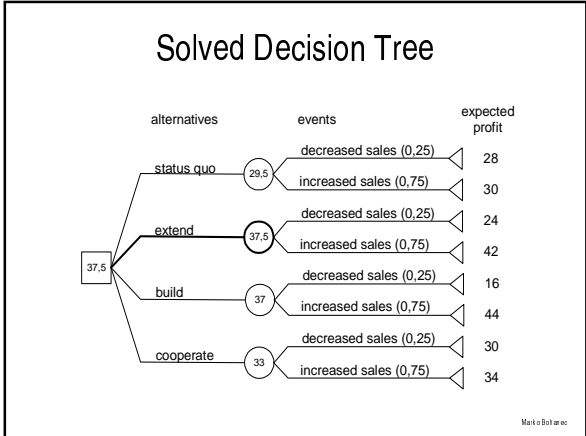 Solved Decision Tree
alternatives
events
expected
profit
decreased sales (0,25)
28
status quo
29,5
increased sales (0,75)
30
decreased sales (0,25)
24
extend
37,5
increased sales (0,75)
42
37,5
decreased sales (0,25)
16
build
37
increased sales (0,75)
44
decreased sales (0,25)
30
cooperate
33
increased sales (0,75)
34
Marko Bohanec